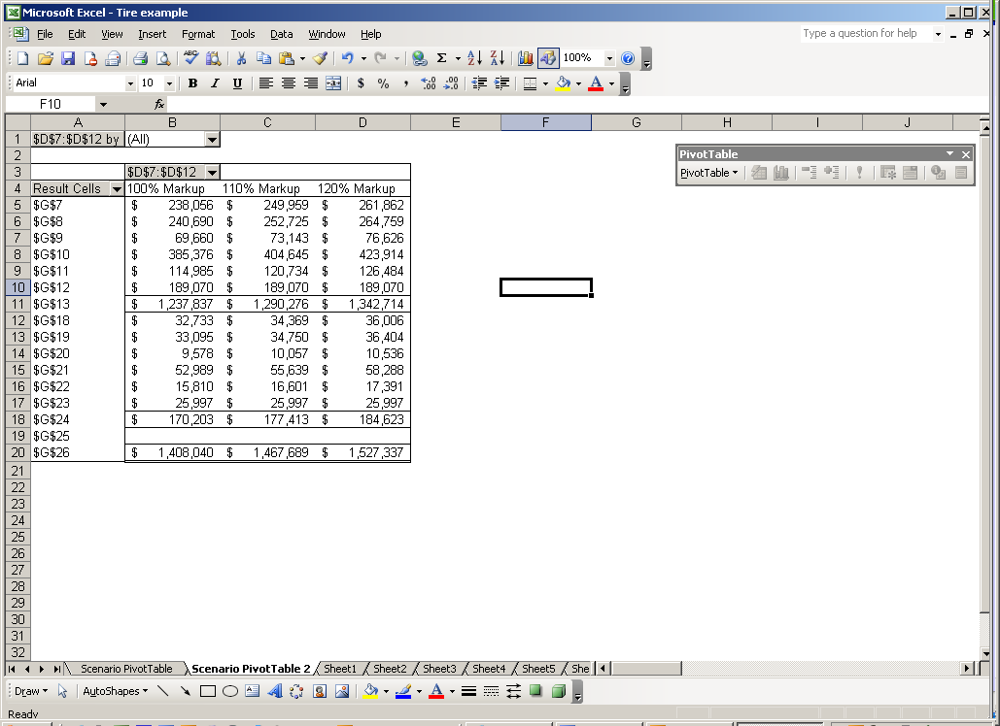 Microsoft Excel - Tire example
File Edit View Insert Format Tools Data Window Help Type a question for help
Σ 100%
Arial 10 B I U $ % ,
F10 fx
A B C D E F G H I J
1 $D$7:$D$12 by (All)
2
3 $D$7:$D$12
4 Result Cells 100% Markup 110% Markup 120% Markup
5 $G$7 $ 238,056 $ 249,959 $ 261,862
6 $G$8 $ 240,690 $ 252,725 $ 264,759
7 $G$9 $ 69,660 $ 73,143 $ 76,626
8 $G$10 $ 385,376 $ 404,645 $ 423,914
9 $G$11 $ 114,985 $ 120,734 $ 126,484
10 $G$12 $ 189,070 $ 189,070 $ 189,070
11 $G$13 $ 1,237,837 $ 1,290,276 $ 1,342,714
12 $G$18 $ 32,733 $ 34,369 $ 36,006
13 $G$19 $ 33,095 $ 34,750 $ 36,404
14 $G$20 $ 9,578 $ 10,057 $ 10,536
15 $G$21 $ 52,989 $ 55,639 $ 58,288
16 $G$22 $ 15,810 $ 16,601 $ 17,391
17 $G$23 $ 25,997 $ 25,997 $ 25,997
18 $G$24 $ 170,203 $ 177,413 $ 184,623
19 $G$25
20 $G$26 $ 1,408,040 $ 1,467,689 $ 1,527,337
21
22
23
24
25
26
27
28
29
30
31
32
PivotTable
PivotTable
Scenario PivotTable Scenario PivotTable 2 Sheet1 Sheet2 Sheet3 Sheet4 Sheet5 She
Draw AutoShapes A A
Ready